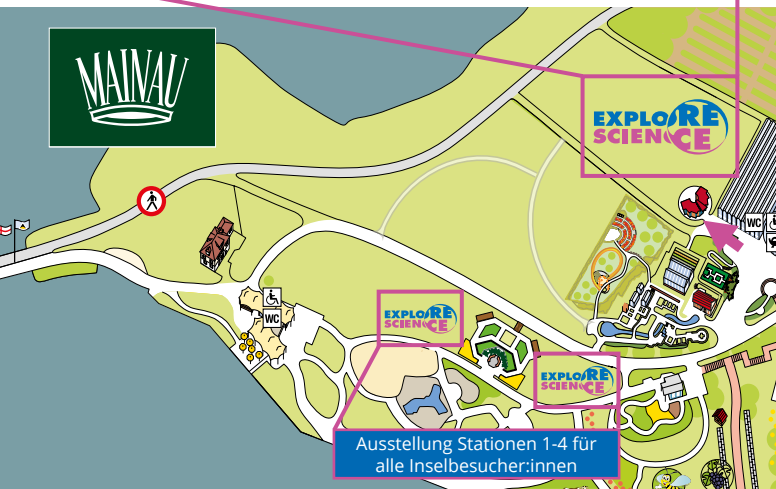 MAINAU
EXPLORE
SCIENCE
WC
WC
EXPLORE
SCIENCE
EXPLORE
SCIENCE
Ausstellung Stationen 1-4 für
alle Inselbesucher:innen